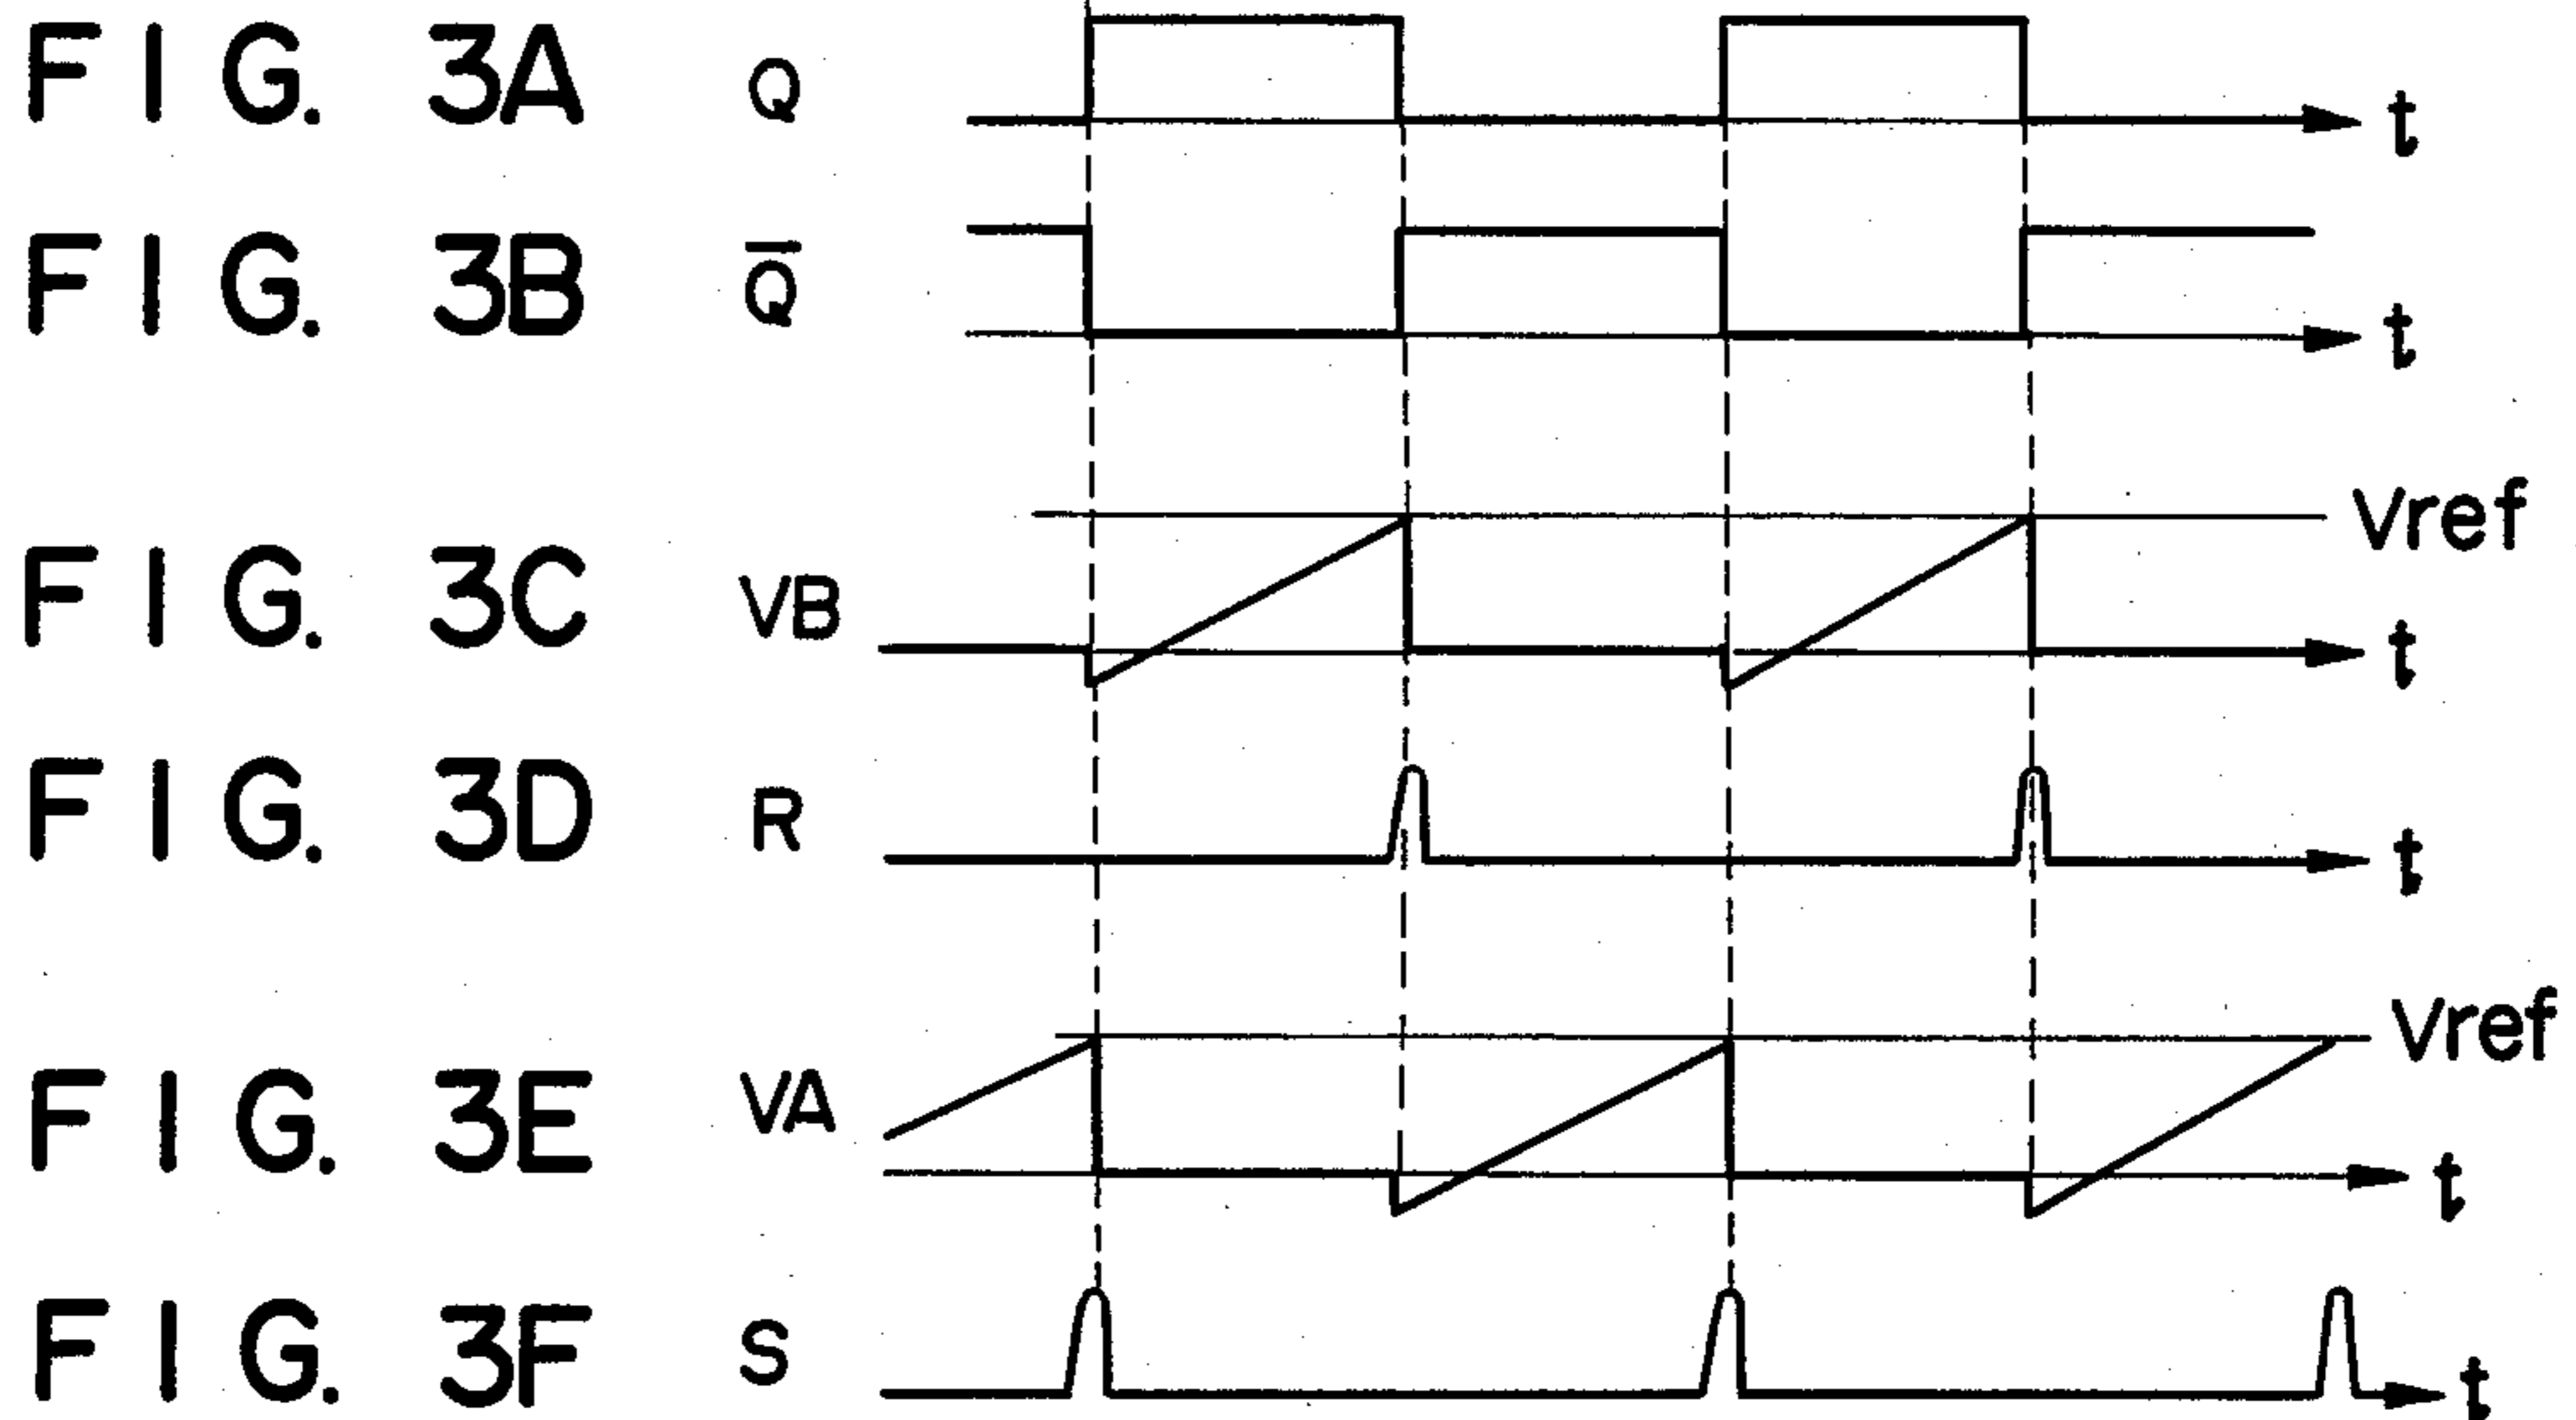 FIG. 3A Q t
FIG. 3B Q̅ t
Vref
FIG. 3C VB t
FIG. 3D R t
Vref
FIG. 3E VA t
FIG. 3F S t